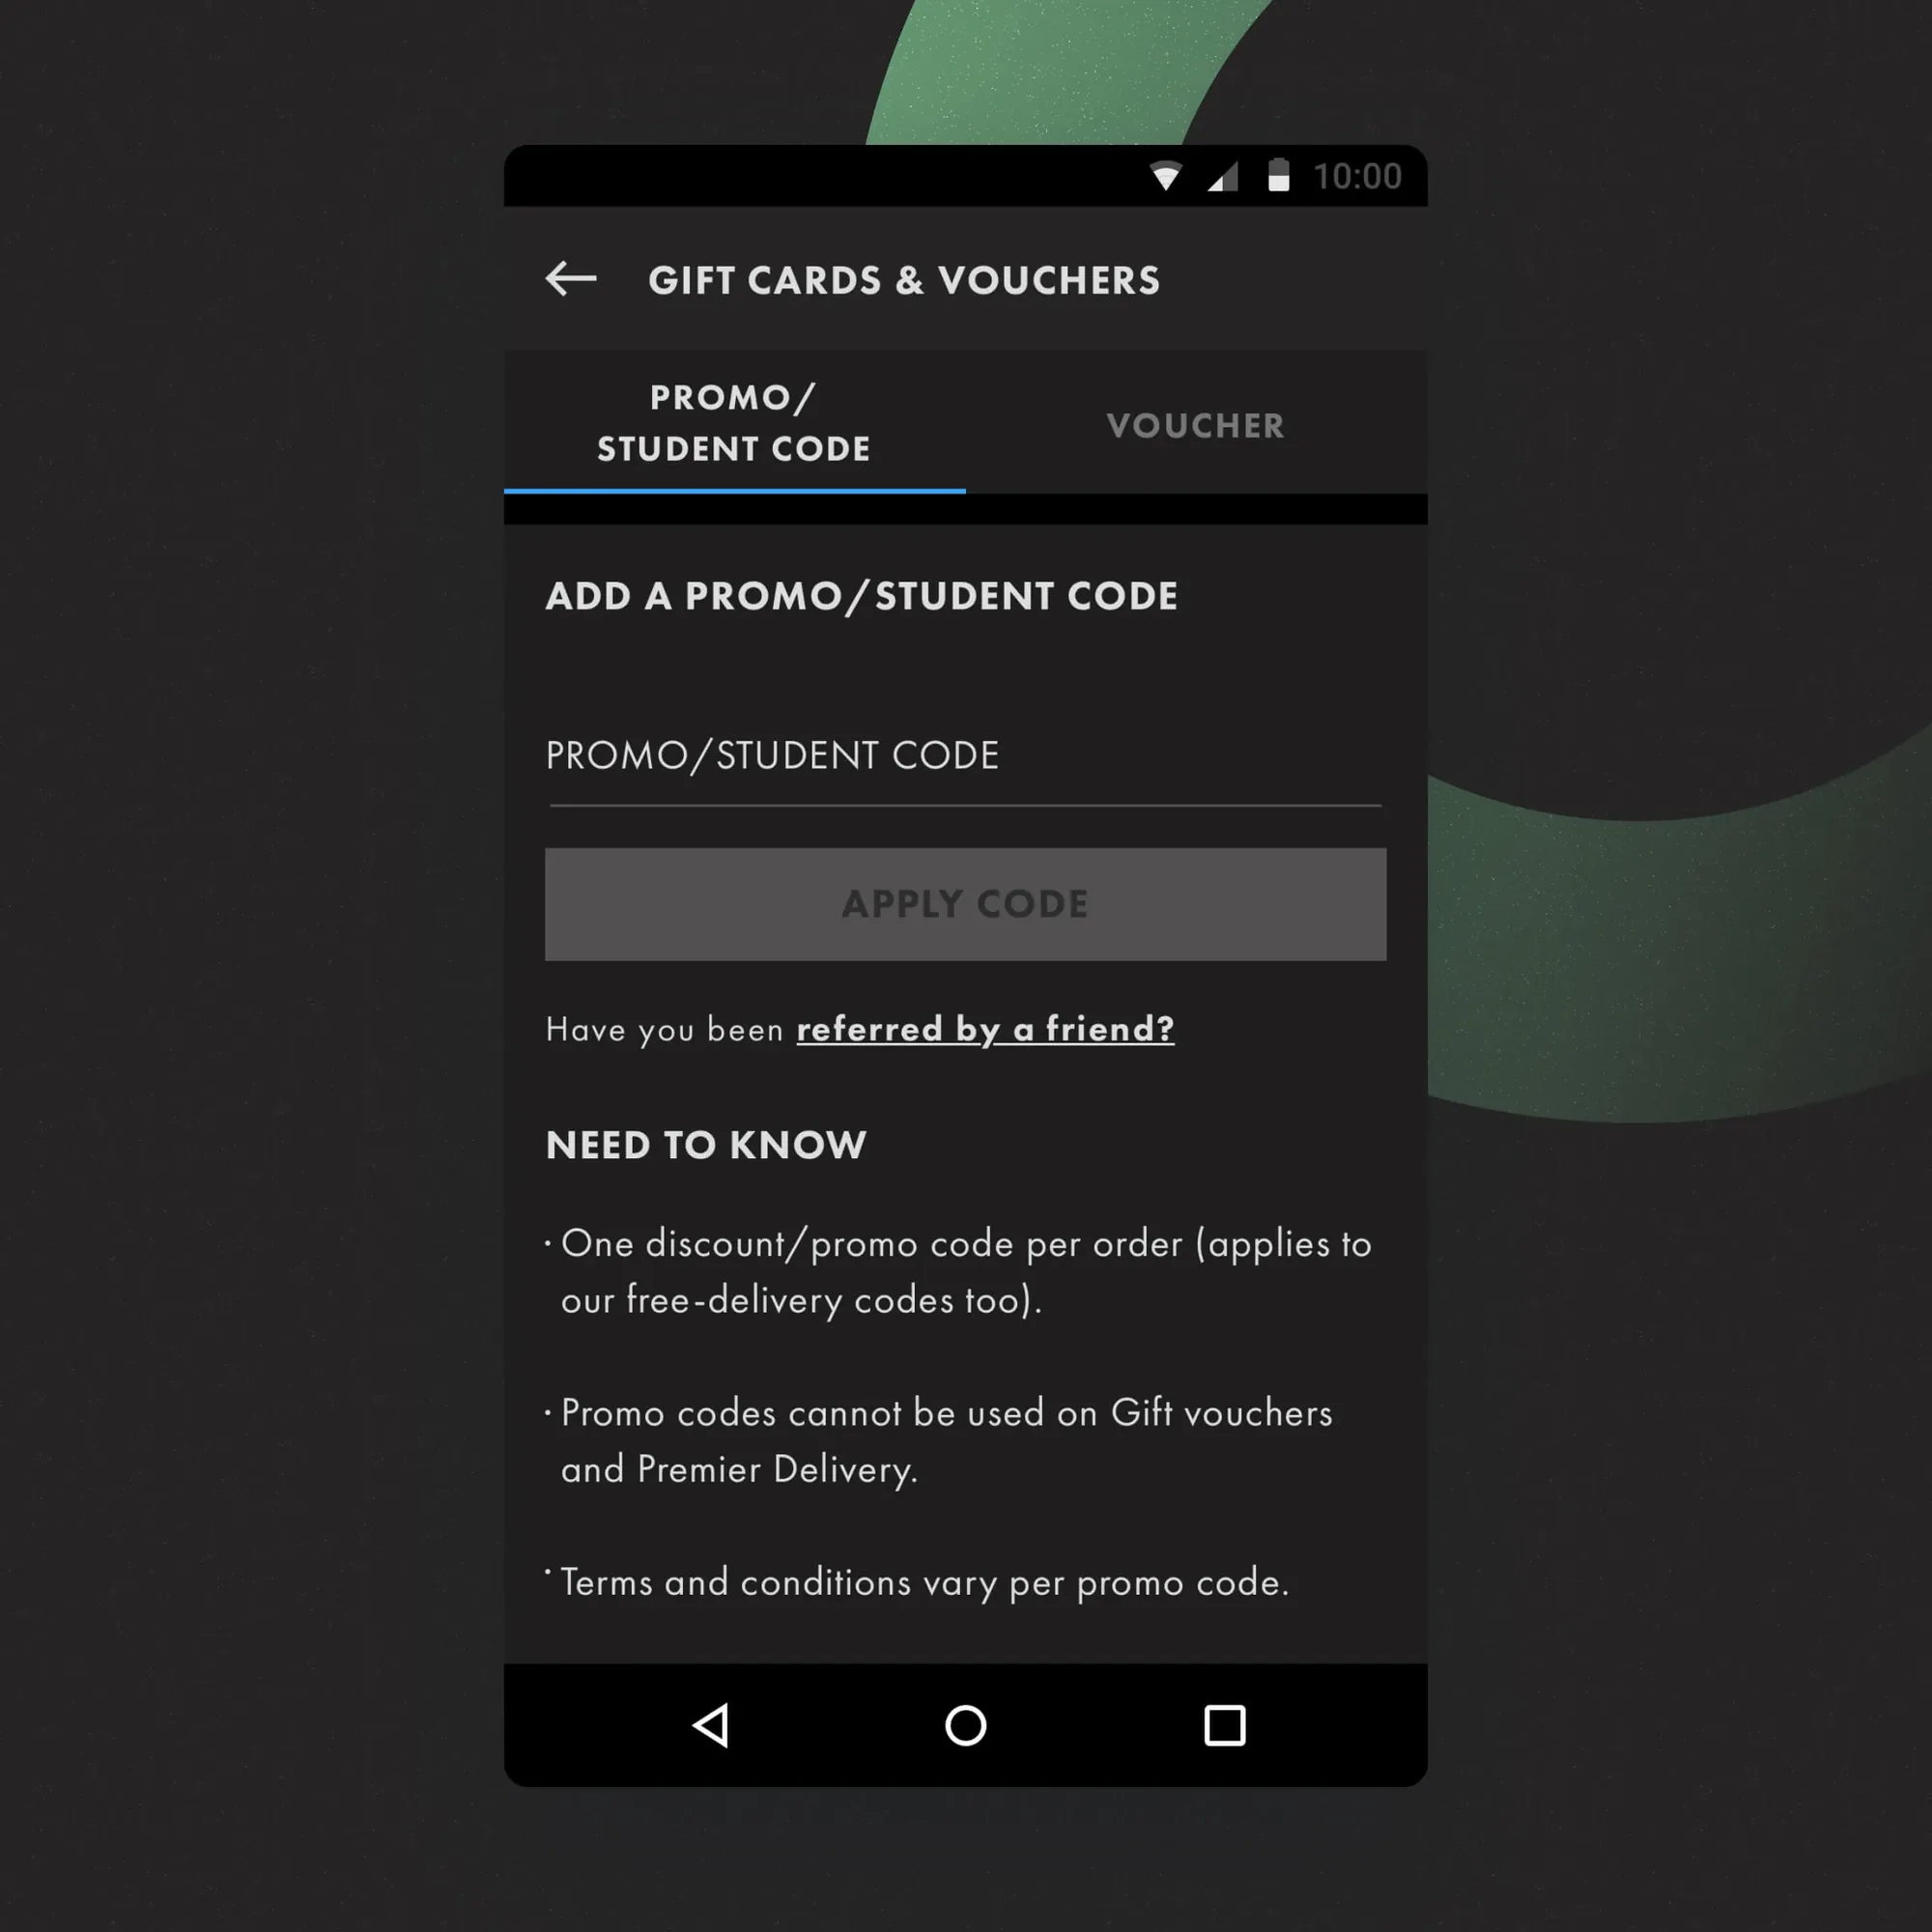 10:00
GIFT CARDS & VOUCHERS
PROMO/
STUDENT CODE
VOUCHER
ADD A PROMO/STUDENT CODE
PROMO/STUDENT CODE
APPLY CODE
Have you been referred by a friend?
NEED TO KNOW
· One discount/promo code per order (applies to
our free-delivery codes too).
· Promo codes cannot be used on Gift vouchers
and Premier Delivery.
· Terms and conditions vary per promo code.